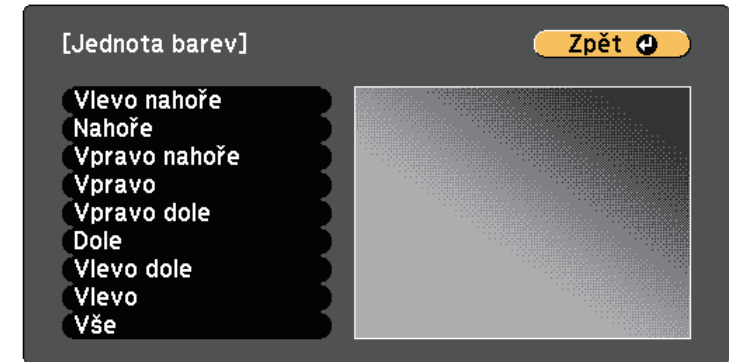 [Jednota barev]
Zpět
Vlevo nahoře
Nahoře
Vpravo nahoře
Vpravo
Vpravo dole
Dole
Vlevo dole
Vlevo
Vše